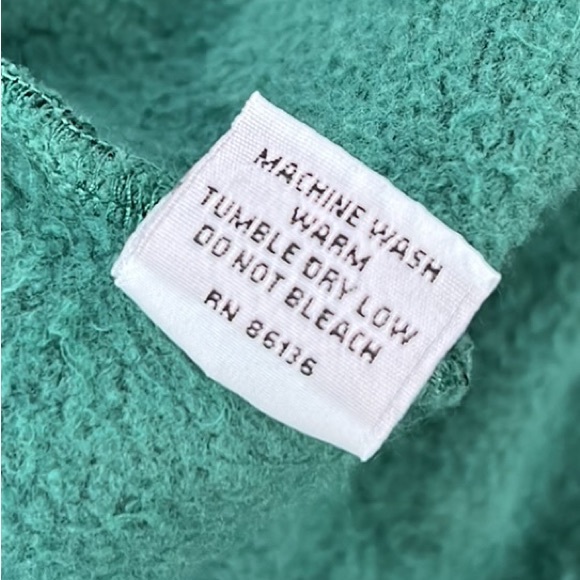 MACHINE WASH
WARM
TUMBLE DRY LOW
DO NOT BLEACH
RN 86136